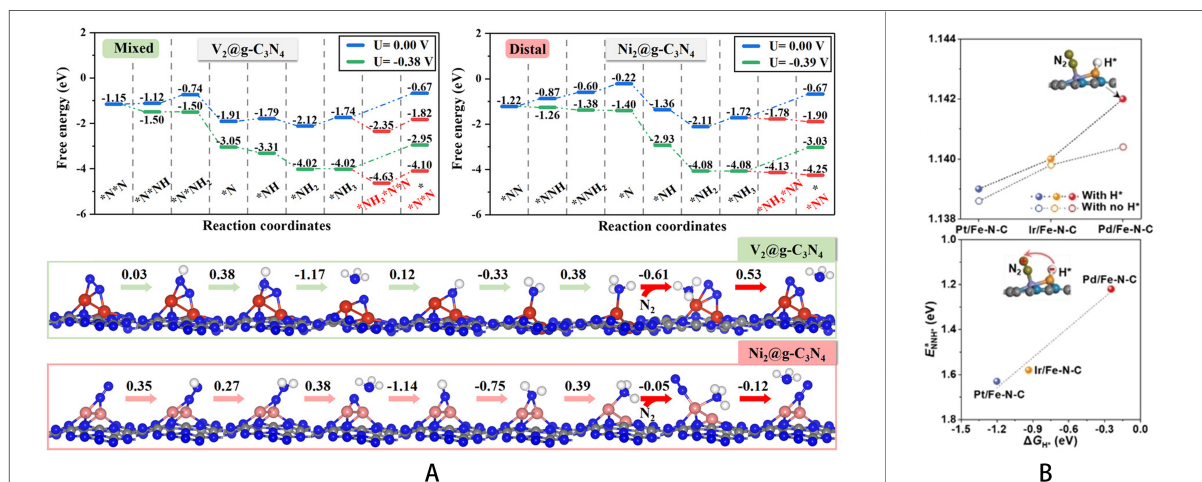 Mixed
V₂@g-C₃N₄
U= 0.00 V
U= -0.38 V
Free energy (eV)
2
0
-2
-4
-6
-1.15
-1.12
-0.74
-1.91
-1.79
-2.12
-1.74
-2.35
-0.67
-1.82
-1.50
-1.50
-3.05
-3.31
-4.02
-4.02
-4.63
-2.95
-4.10
*N*N
*N*NH
*N*NH₂
*N
*NH
*NH₂
*NH₃
*NH₃*N*N
*
*N*N
Reaction coordinates
Distal
Ni₂@g-C₃N₄
U= 0.00 V
U= -0.39 V
Free energy (eV)
2
0
-2
-4
-6
-1.22
-0.87
-0.60
-0.22
-1.36
-2.11
-1.72
-1.78
-0.67
-1.90
-1.26
-1.38
-1.40
-2.93
-4.08
-4.08
-4.13
-3.03
-4.25
*NN
*NNH
*NNH₂
*N
*NH
*NH₂
*NH₃
*NH₃*NN
*
*NN
Reaction coordinates
V₂@g-C₃N₄
0.03 0.38 -1.17 0.12 -0.33 0.38 -0.61 0.53
N₂
Ni₂@g-C₃N₄
0.35 0.27 0.38 -1.14 -0.75 0.39 -0.05 -0.12
N₂
A
1.144
1.142
1.140
1.138
N₂
H*
With H*
With no H*
Pt/Fe-N-C Ir/Fe-N-C Pd/Fe-N-C
E*NNH* (eV)
1.0
1.2
1.4
1.6
1.8
N₂
H*
Pd/Fe-N-C
Ir/Fe-N-C
Pt/Fe-N-C
-1.5 -1.2 -0.9 -0.6 -0.3 0.0
ΔG_H* (eV)
B